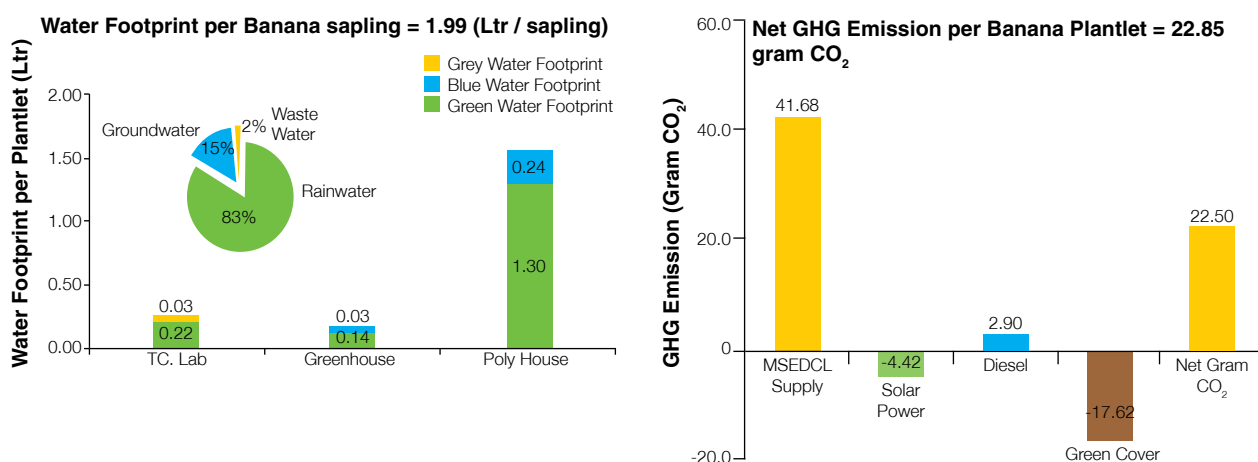 Water Footprint per Banana sapling = 1.99 (Ltr / sapling)
Grey Water Footprint
Blue Water Footprint
Green Water Footprint
Water Footprint per Plantlet (Ltr)
2.00
1.50
1.00
0.50
0.00
Groundwater
15%
2%
Waste
Water
Rainwater
83%
0.03
0.22
0.03
0.14
0.24
1.30
TC. Lab
Greenhouse
Poly House
Net GHG Emission per Banana Plantlet = 22.85
gram CO₂
GHG Emission (Gram CO₂)
60.0
40.0
20.0
0
-20.0
41.68
-4.42
2.90
-17.62
22.50
MSEDCL
Supply
Solar
Power
Diesel
Green Cover
Net Gram
CO₂